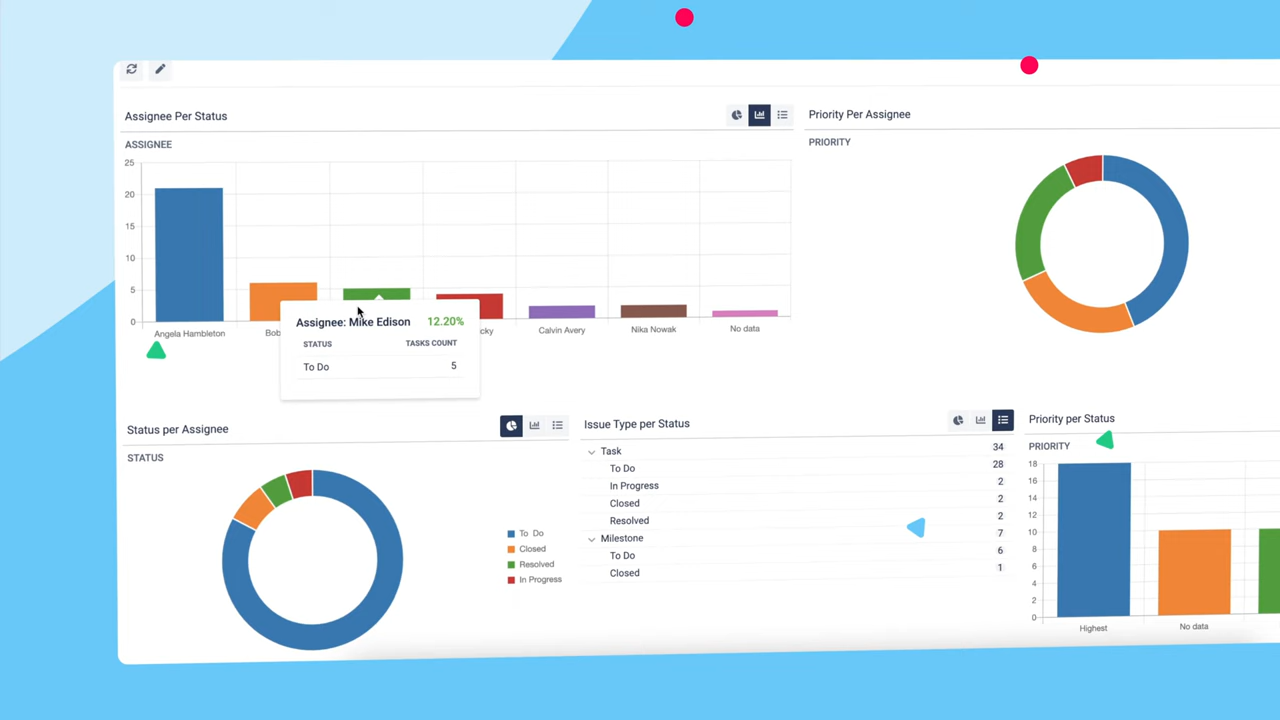 Assignee Per Status
ASSIGNEE
25
20
15
10
5
0
Angela Hambleton
Bob
cky
Calvin Avery
Nika Nowak
No data
Assignee: Mike Edison 12.20%
STATUS TASKS COUNT
To Do 5
Priority Per Assignee
PRIORITY
Status per Assignee
STATUS
To Do
Closed
Resolved
In Progress
Issue Type per Status
Task 34
To Do 28
In Progress 2
Closed 2
Resolved 2
Milestone 7
To Do 6
Closed 1
Priority per Status
PRIORITY
18
16
14
12
10
8
6
4
2
0
Highest
No data